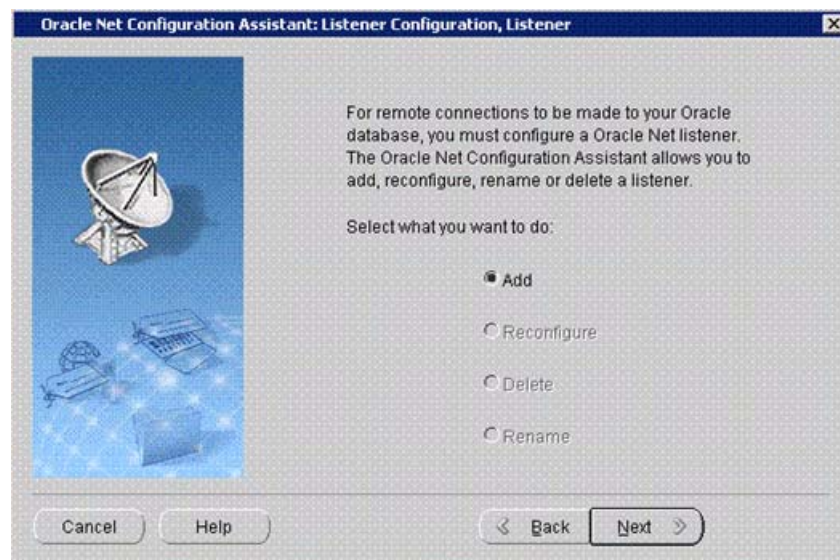 Oracle Net Configuration Assistant: Listener Configuration, Listener
For remote connections to be made to your Oracle
database, you must configure a Oracle Net listener.
The Oracle Net Configuration Assistant allows you to
add, reconfigure, rename or delete a listener.
Select what you want to do:
Add
Reconfigure
Delete
Rename
Cancel Help Back Next